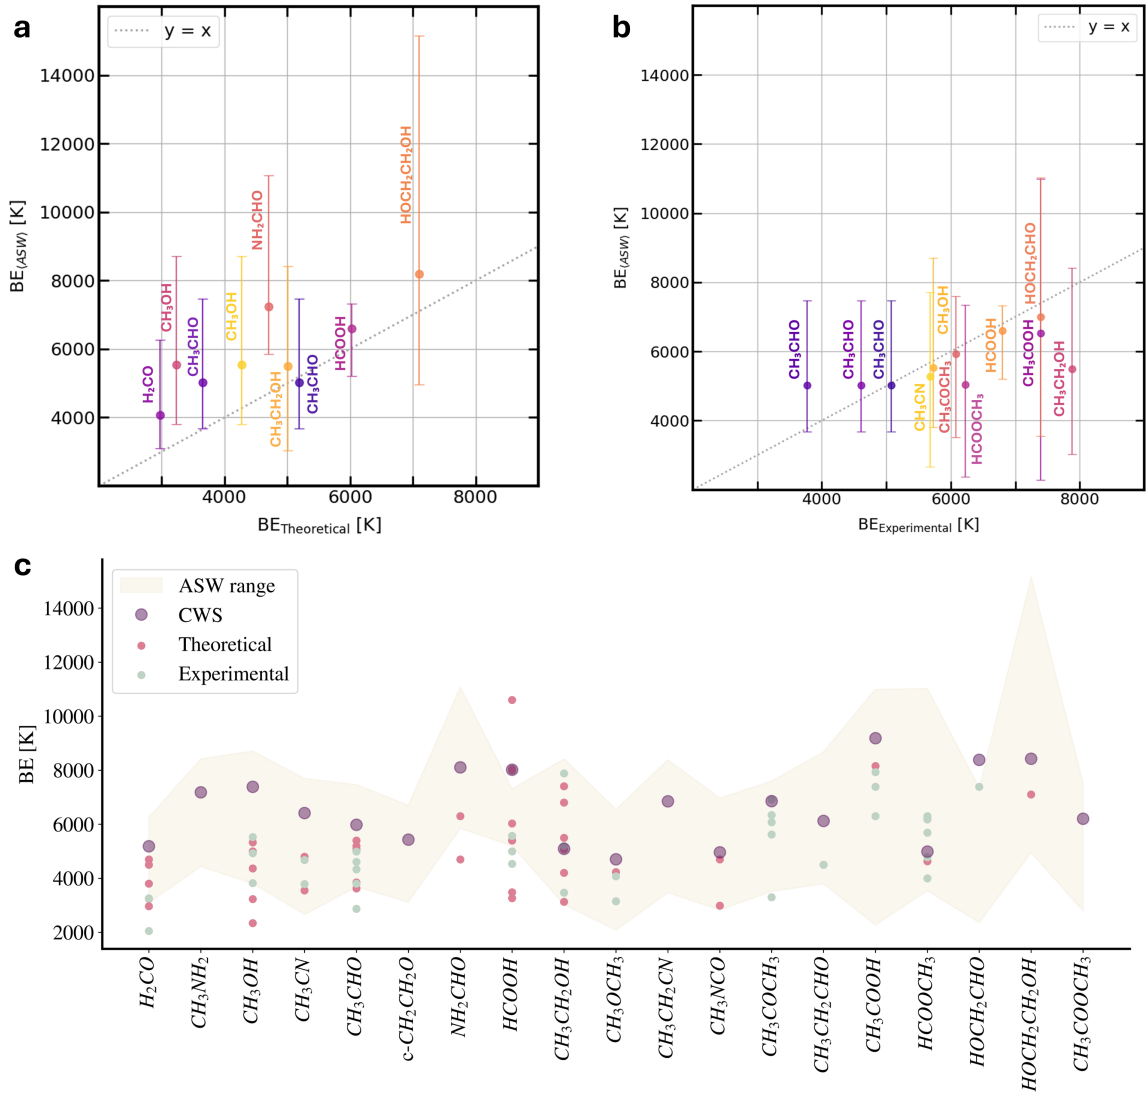 a
y = x
14000
12000
10000
8000
6000
4000
BE⟨ASW⟩ [K]
H₂CO
CH₃OH
CH₃CHO
CH₃OH
NH₂CHO
CH₃CH₂OH
CH₃CHO
HCOOH
HOCH₂CH₂OH
4000
6000
8000
BETheoretical [K]
b
y = x
14000
12000
10000
8000
6000
4000
BE⟨ASW⟩ [K]
CH₃CHO
CH₃CHO
CH₃CHO
CH₃CN
CH₃OH
CH₃COCH₃
HCOOCH₃
HCOOH
HOCH₂CHO
CH₃COOH
CH₃CH₂OH
4000
6000
8000
BEExperimental [K]
c
ASW range
CWS
Theoretical
Experimental
14000
12000
10000
8000
6000
4000
2000
BE [K]
H₂CO
CH₃NH₂
CH₃OH
CH₃CN
CH₃CHO
c-CH₂CH₂O
NH₂CHO
HCOOH
CH₃CH₂OH
CH₃OCH₃
CH₃CH₂CN
CH₃NCO
CH₃COCH₃
CH₃CH₂CHO
CH₃COOH
HCOOCH₃
HOCH₂CHO
HOCH₂CH₂OH
CH₃COOCH₃